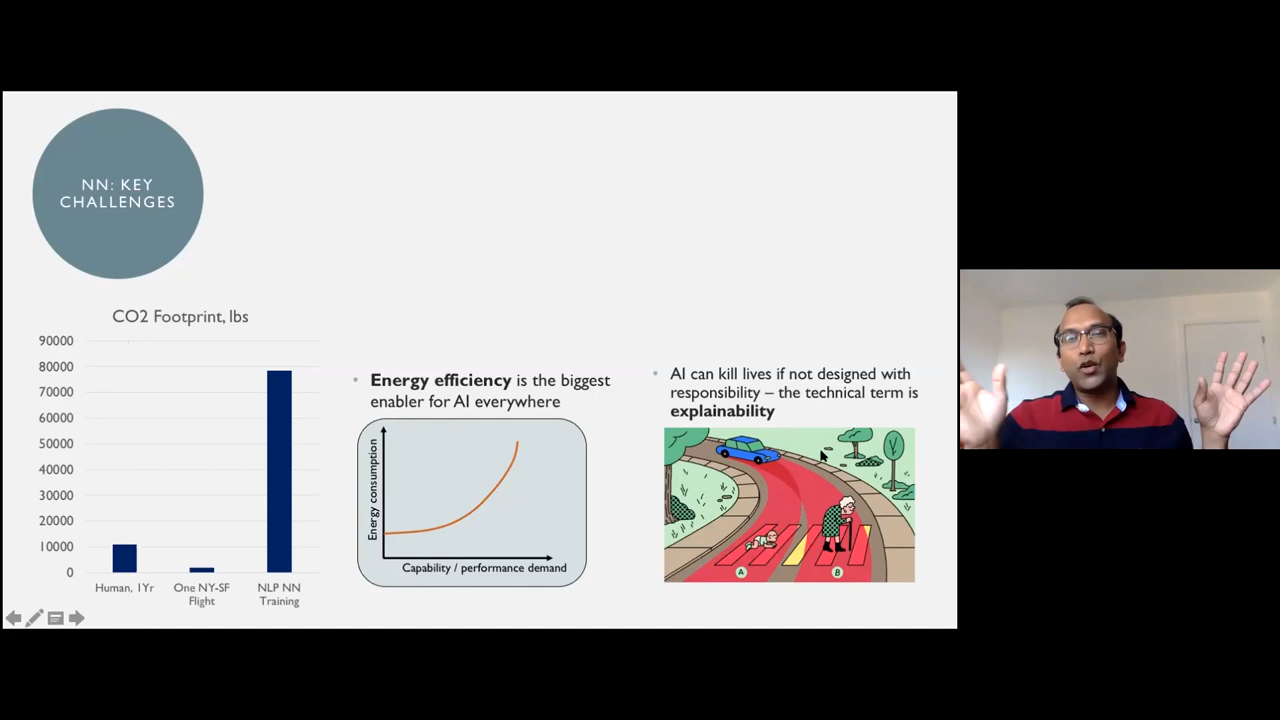 NN: KEY
CHALLENGES
CO2 Footprint, lbs
90000
80000
70000
60000
50000
40000
30000
20000
10000
0
Human, 1Yr
One NY-SF
Flight
NLP NN
Training
• Energy efficiency is the biggest
enabler for AI everywhere
Energy consumption
Capability / performance demand
• AI can kill lives if not designed with
responsibility – the technical term is
explainability
A
B